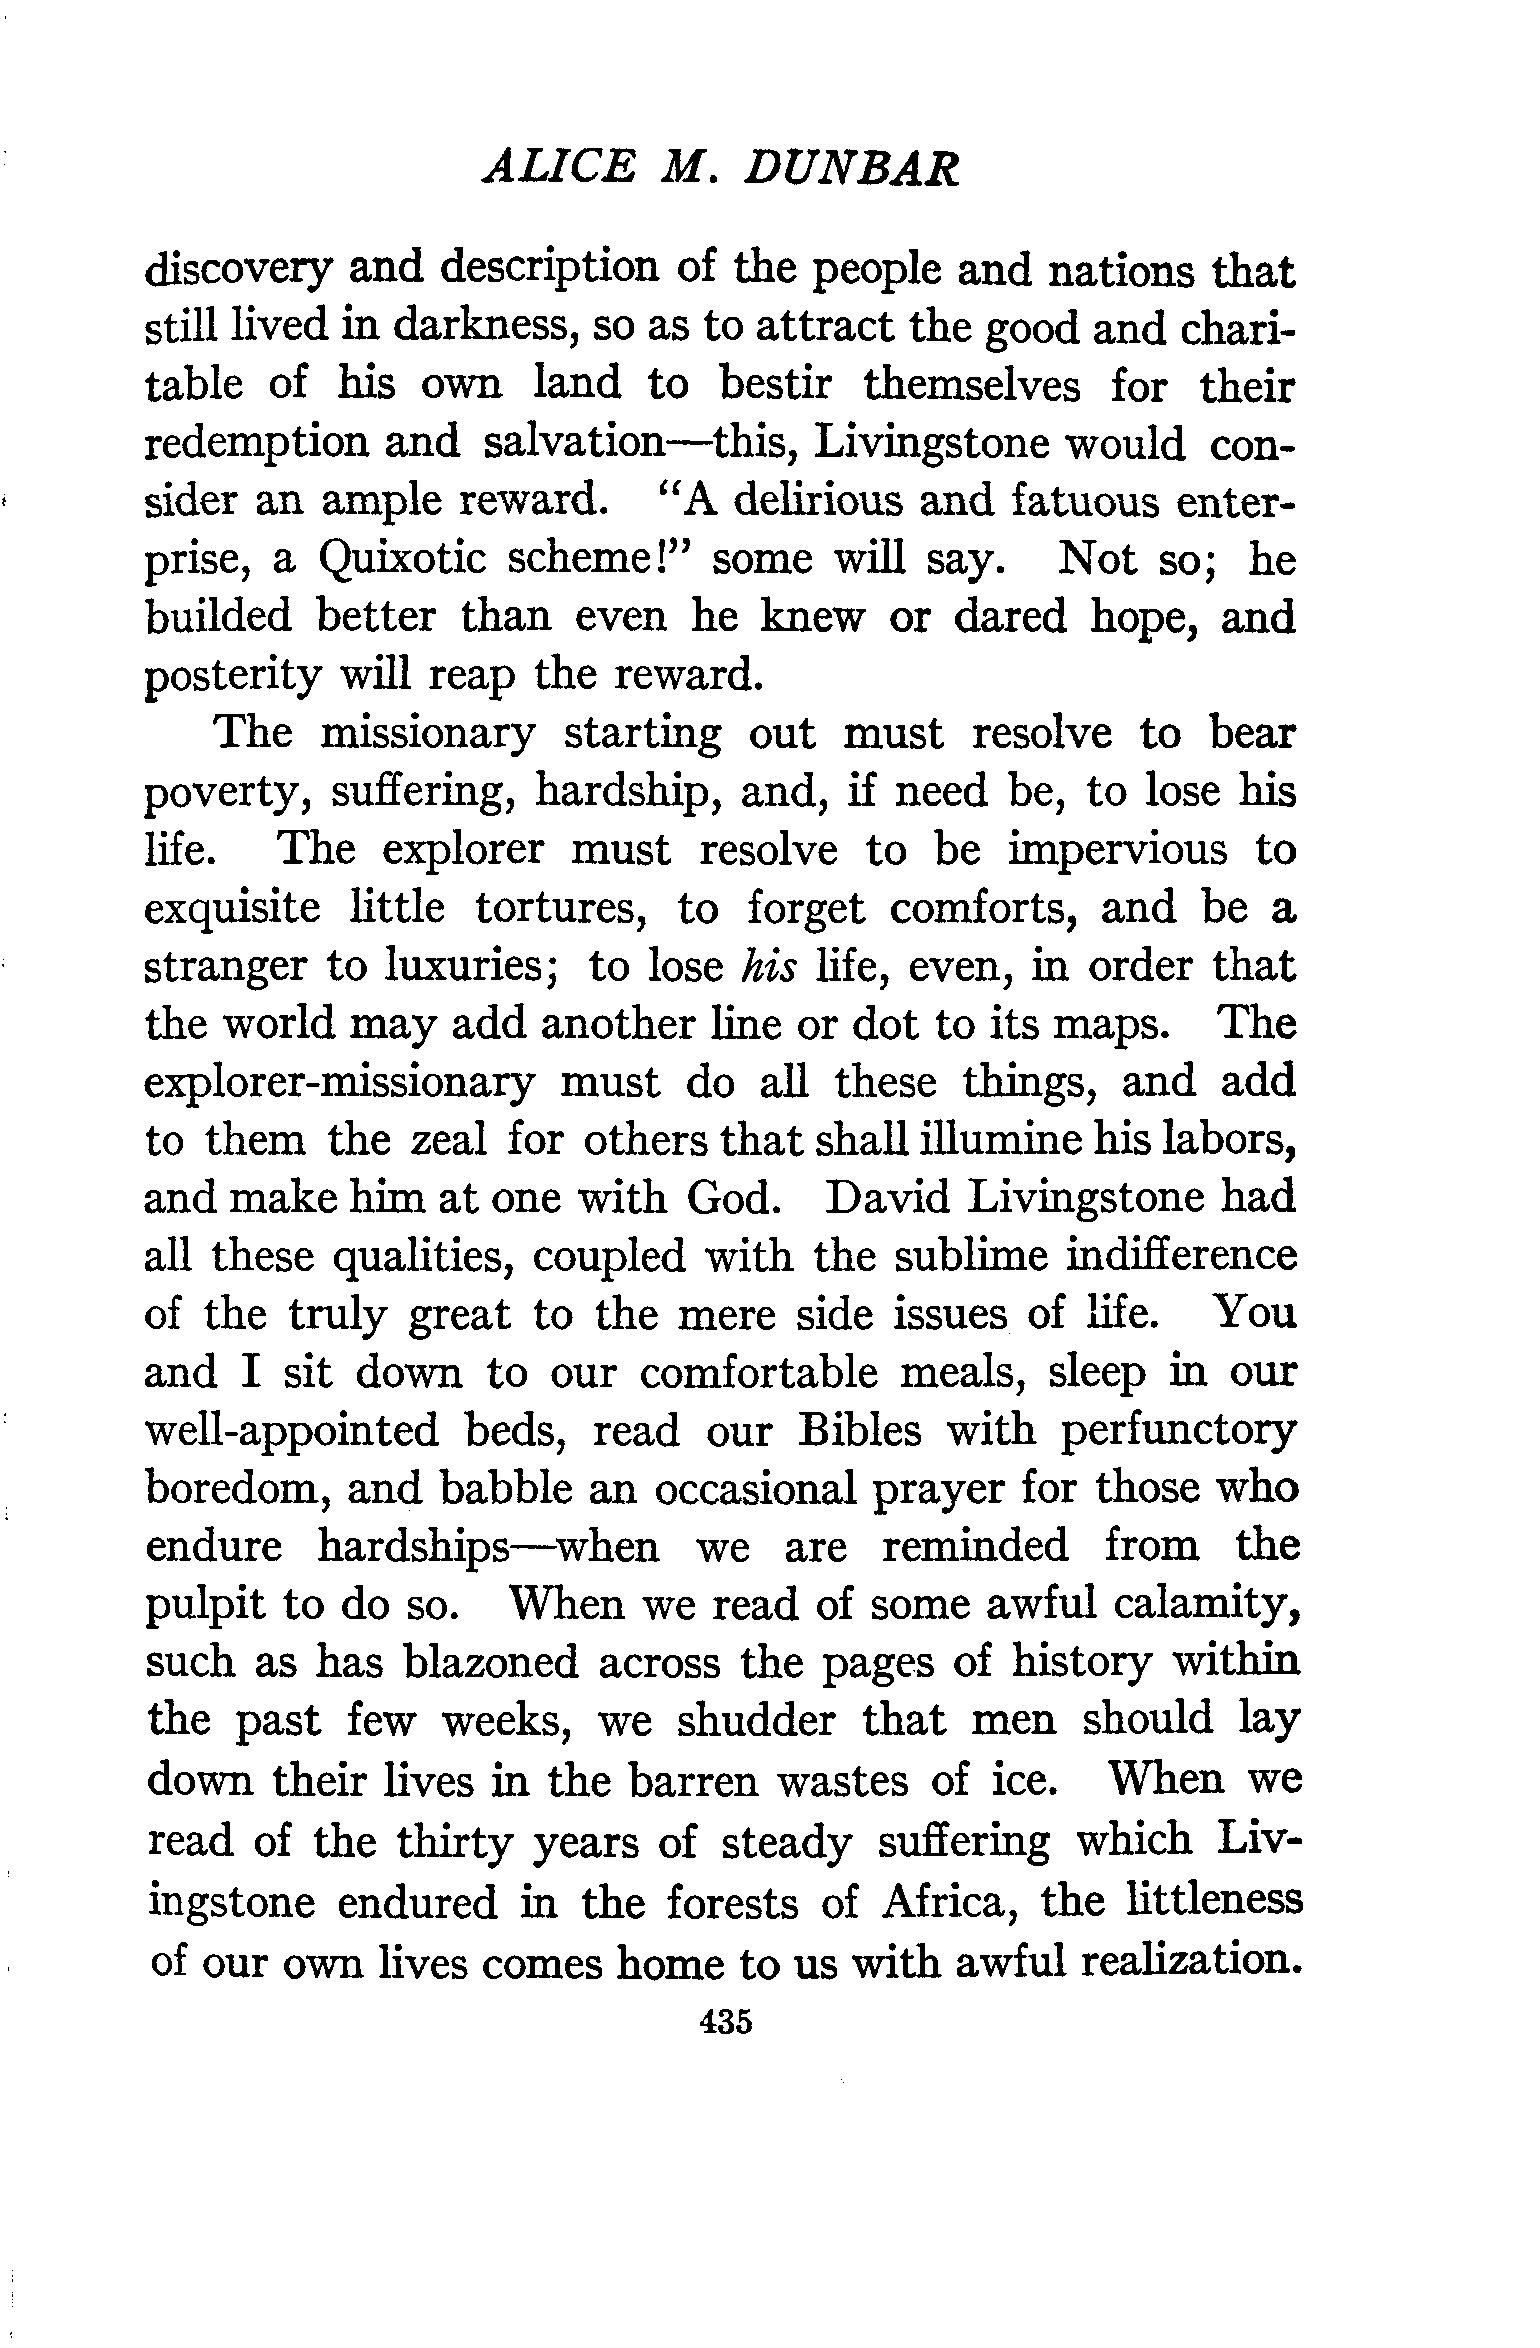 ALICE M. DUNBAR
discovery and description of the people and nations that
still lived in darkness, so as to attract the good and chari-
table of his own land to bestir themselves for their
redemption and salvation—this, Livingstone would con-
sider an ample reward. “A delirious and fatuous enter-
prise, a Quixotic scheme!” some will say. Not so; he
builded better than even he knew or dared hope, and
posterity will reap the reward.
The missionary starting out must resolve to bear
poverty, suffering, hardship, and, if need be, to lose his
life. The explorer must resolve to be impervious to
exquisite little tortures, to forget comforts, and be a
stranger to luxuries; to lose his life, even, in order that
the world may add another line or dot to its maps. The
explorer-missionary must do all these things, and add
to them the zeal for others that shall illumine his labors,
and make him at one with God. David Livingstone had
all these qualities, coupled with the sublime indifference
of the truly great to the mere side issues of life. You
and I sit down to our comfortable meals, sleep in our
well-appointed beds, read our Bibles with perfunctory
boredom, and babble an occasional prayer for those who
endure hardships—when we are reminded from the
pulpit to do so. When we read of some awful calamity,
such as has blazoned across the pages of history within
the past few weeks, we shudder that men should lay
down their lives in the barren wastes of ice. When we
read of the thirty years of steady suffering which Liv-
ingstone endured in the forests of Africa, the littleness
of our own lives comes home to us with awful realization.
435